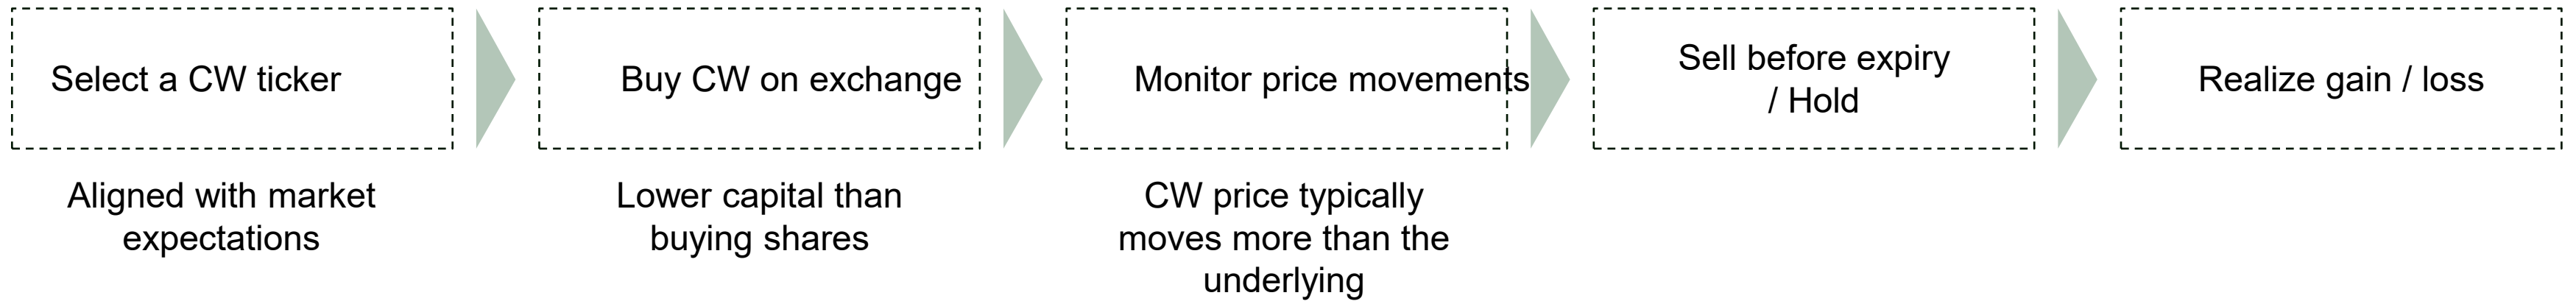 Select a CW ticker
Buy CW on exchange
Monitor price movements
Sell before expiry
/ Hold
Realize gain / loss
Aligned with market
expectations
Lower capital than
buying shares
CW price typically
moves more than the
underlying